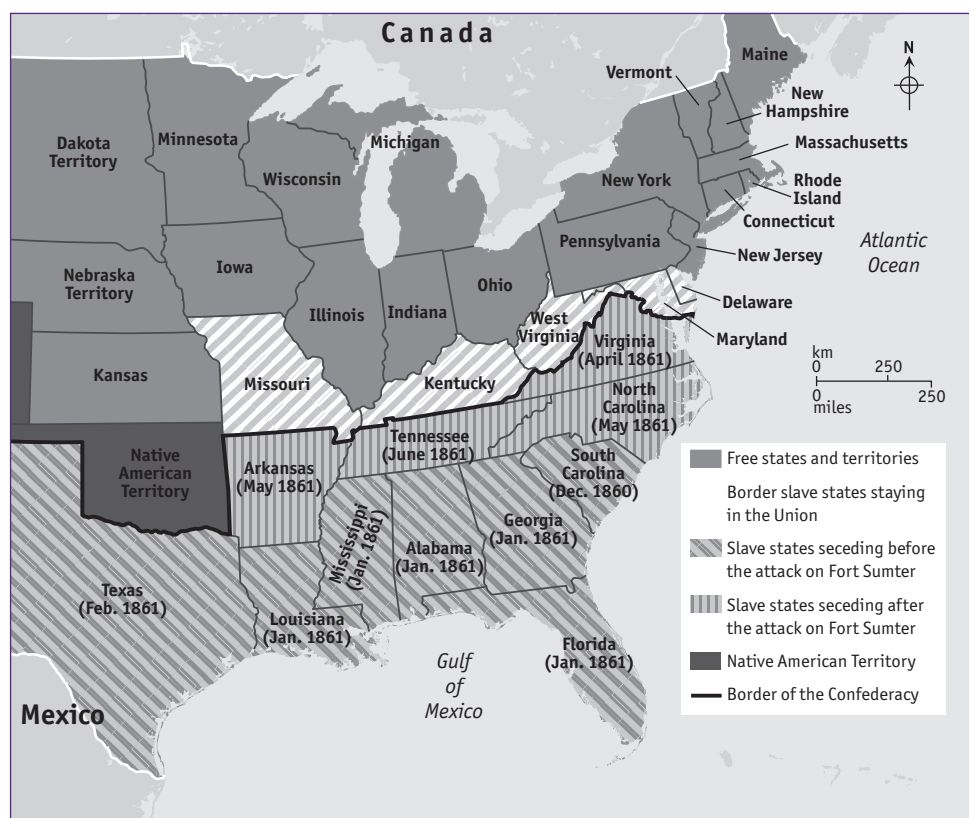 Canada
Maine
Vermont
New
Hampshire
Massachusetts
Rhode
Island
Connecticut
New York
New Jersey
Pennsylvania
Delaware
Maryland
N
Atlantic
Ocean
Dakota
Territory
Minnesota
Michigan
Wisconsin
Nebraska
Territory
Iowa
Illinois
Indiana
Ohio
West
Virginia
Virginia
(April 1861)
Kansas
Missouri
Kentucky
North
Carolina
(May 1861)
Native
American
Territory
Arkansas
(May 1861)
Tennessee
(June 1861)
South
Carolina
(Dec. 1860)
Mississippi
(Jan. 1861)
Alabama
(Jan. 1861)
Georgia
(Jan. 1861)
Texas
(Feb. 1861)
Louisiana
(Jan. 1861)
Florida
(Jan. 1861)
Gulf
of
Mexico
Mexico
km
0 250
0 250
miles
Free states and territories
Border slave states staying
in the Union
Slave states seceding before
the attack on Fort Sumter
Slave states seceding after
the attack on Fort Sumter
Native American Territory
Border of the Confederacy